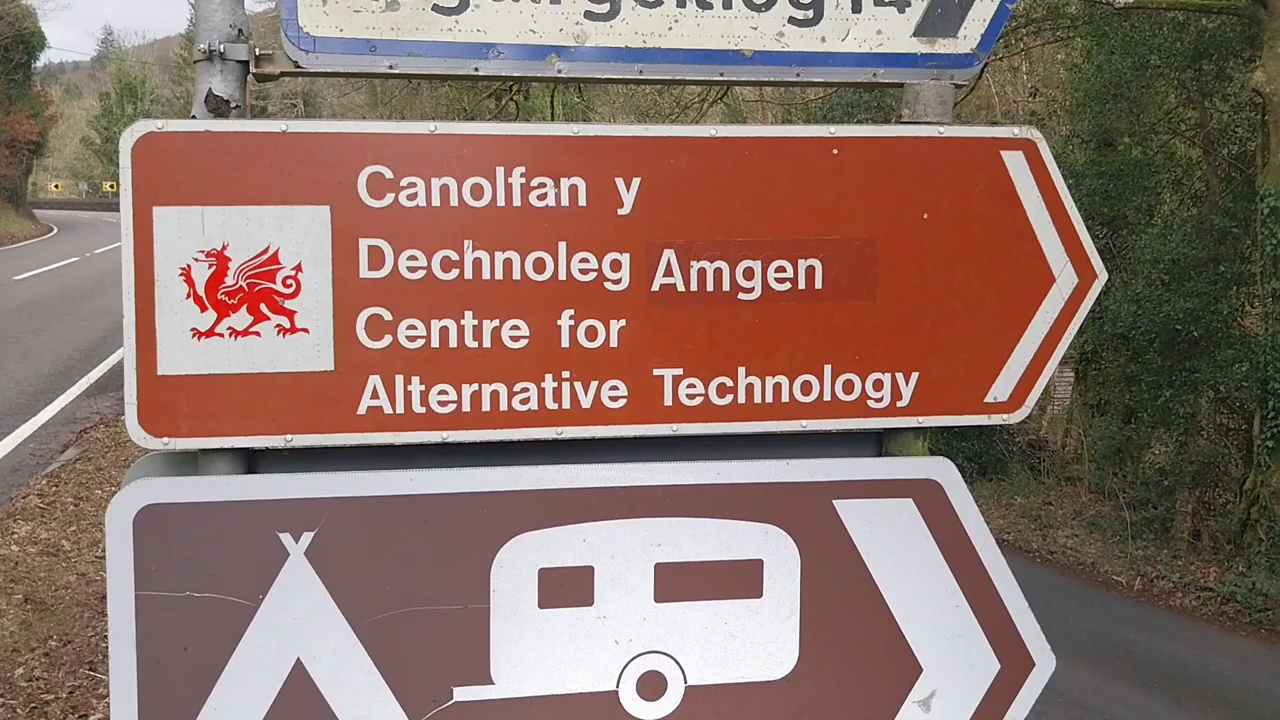 Canolfan y
Dechnoleg Amgen
Centre for
Alternative Technology